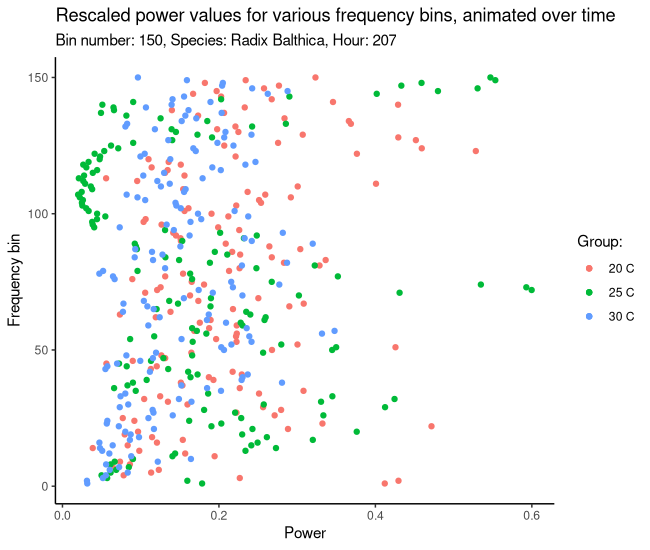 Rescaled power values for various frequency bins, animated over time
Bin number: 150, Species: Radix Balthica, Hour: 207
150
100
50
0
Frequency bin
0.0
0.2
0.4
0.6
Power
Group:
20 C
25 C
30 C